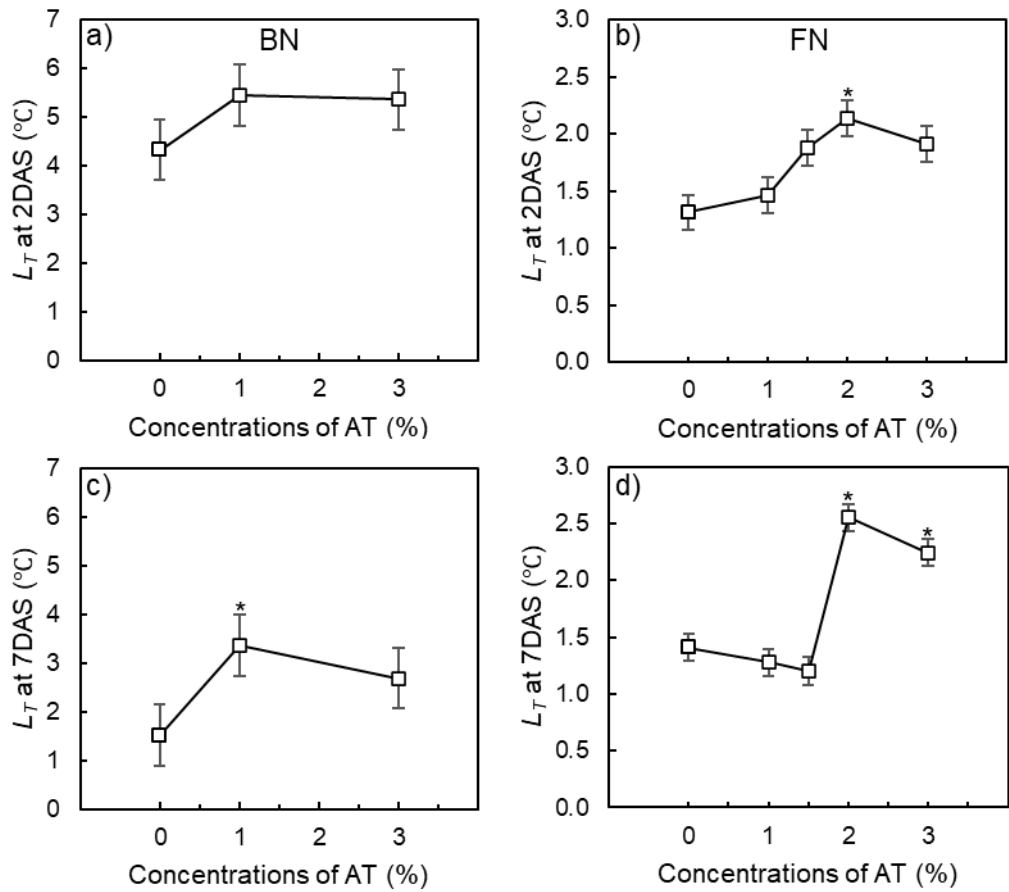 a)
BN
7
6
5
4
3
2
1
0
L_T at 2DAS (℃)
0 1 2 3
Concentrations of AT (%)
b)
FN
3.0
2.5
2.0
1.5
1.0
0.5
0.0
L_T at 2DAS (℃)
*
0 1 2 3
Concentrations of AT (%)
c)
7
6
5
4
3
2
1
0
L_T at 7DAS (℃)
*
0 1 2 3
Concentrations of AT (%)
d)
3.0
2.5
2.0
1.5
1.0
0.5
0.0
L_T at 7DAS (℃)
* *
0 1 2 3
Concentrations of AT (%)